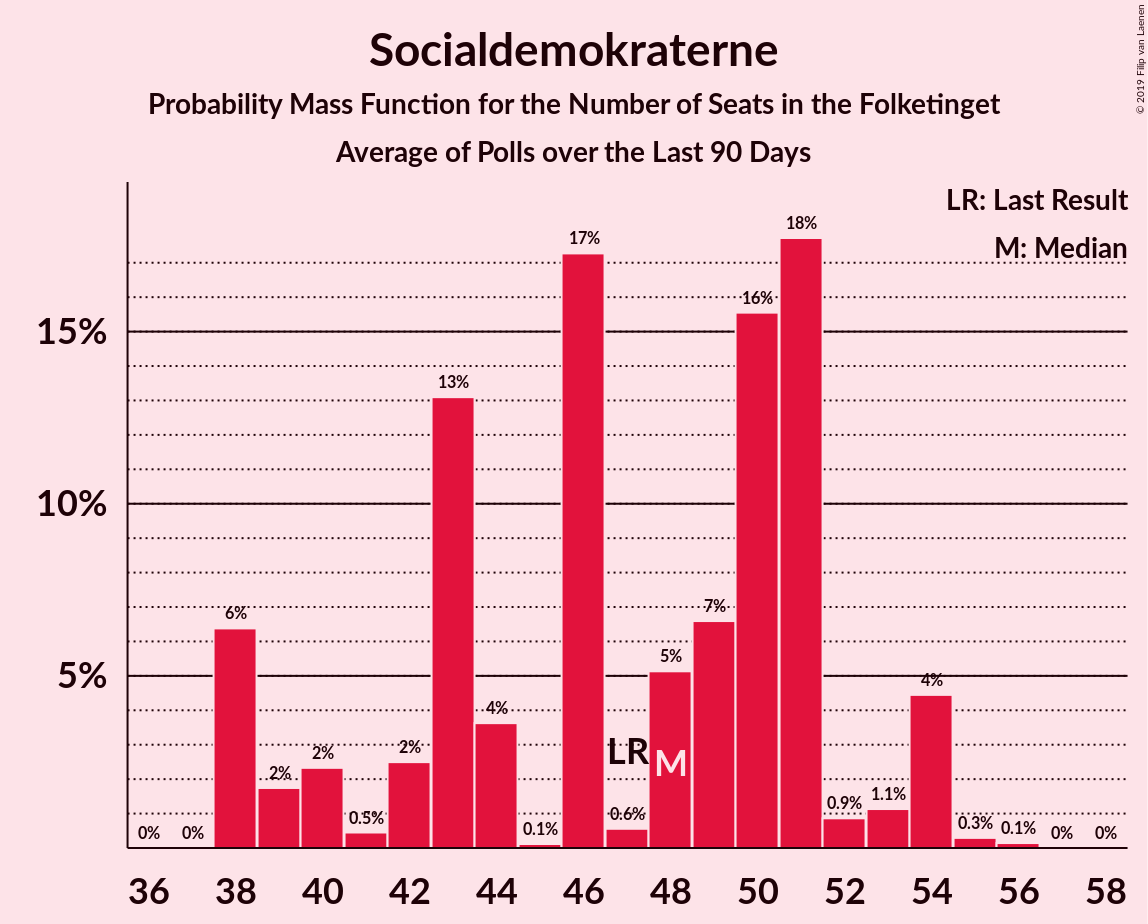 Socialdemokraterne
Probability Mass Function for the Number of Seats in the Folketinget
Average of Polls over the Last 90 Days
© 2019 Filip van Laenen
LR: Last Result
M: Median
15%
10%
5%
0%
0%
6%
2%
2%
0.5%
2%
13%
4%
0.1%
17%
0.6%
5%
7%
16%
18%
0.9%
1.1%
4%
0.3%
0.1%
0%
0%
LR
M
36 38 40 42 44 46 48 50 52 54 56 58